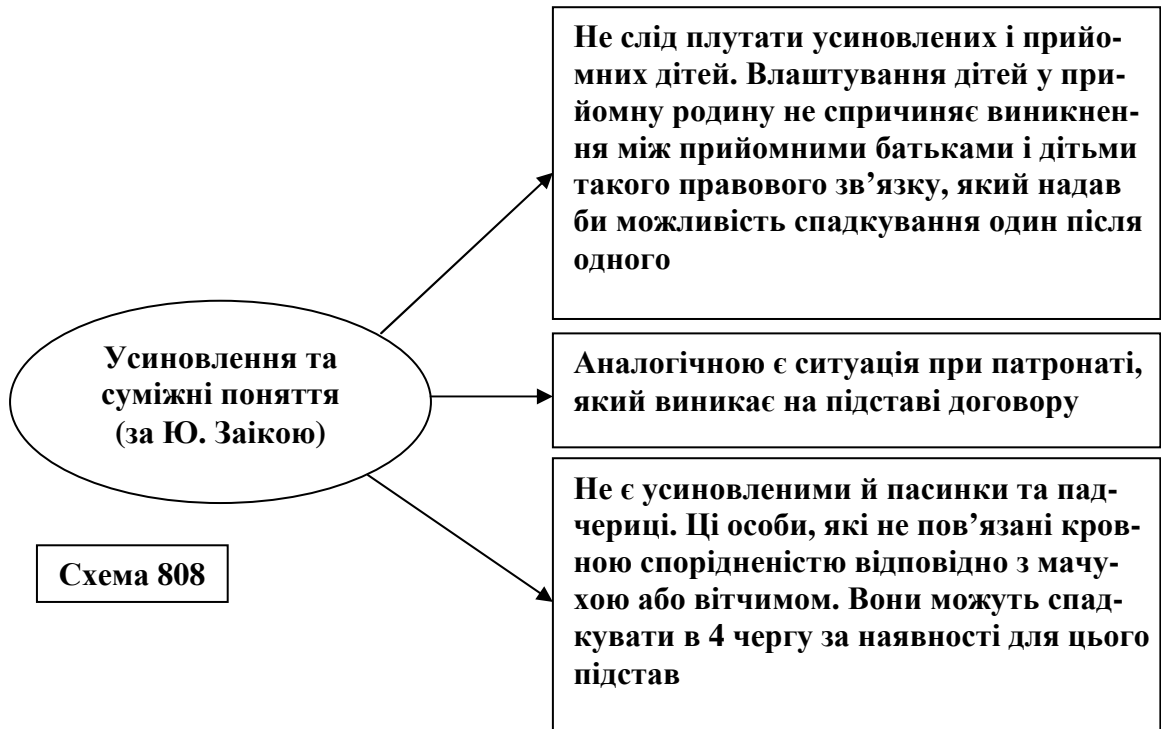 Не слід плутати усиновлених і прийо-
мних дітей. Влаштування дітей у при-
йомну родину не спричиняє виникнен-
ня між прийомними батьками і дітьми
такого правового зв’язку, який надав
би можливість спадкування один після
одного
Усиновлення та
суміжні поняття
(за Ю. Заікою)
Аналогічною є ситуація при патронаті,
який виникає на підставі договору
Не є усиновленими й пасинки та пад-
чериці. Ці особи, які не пов’язані кров-
ною спорідненістю відповідно з мачу-
хою або вітчимом. Вони можуть спад-
кувати в 4 чергу за наявності для цього
підстав
Схема 808